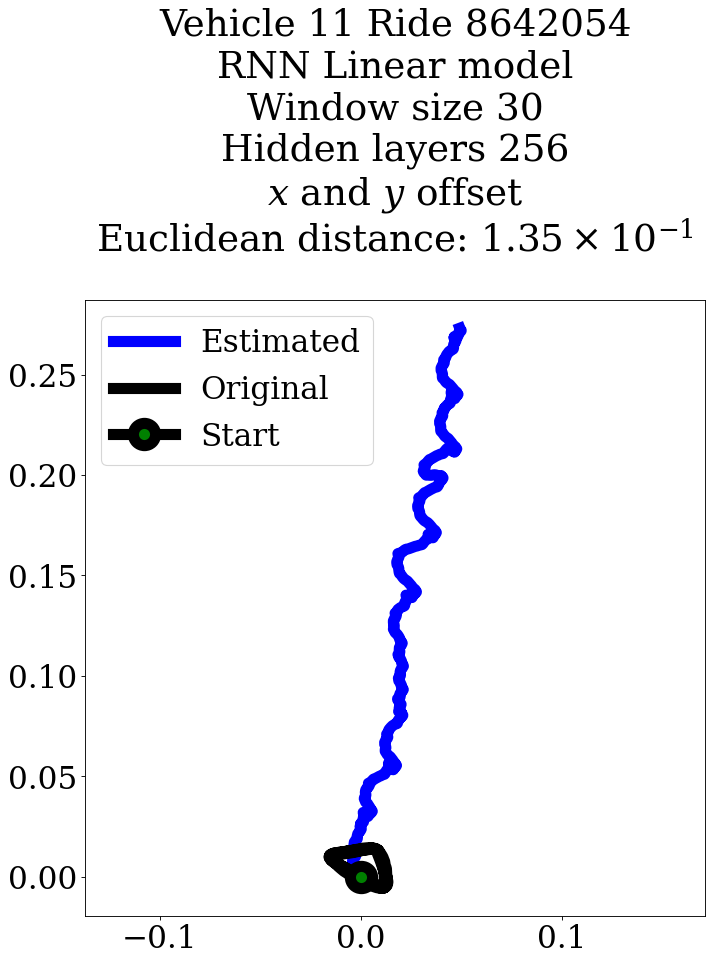 Vehicle 11 Ride 8642054
RNN Linear model
Window size 30
Hidden layers 256
x and y offset
Euclidean distance: 1.35 × 10⁻¹
Estimated
Original
Start
0.25
0.20
0.15
0.10
0.05
0.00
−0.1
0.0
0.1